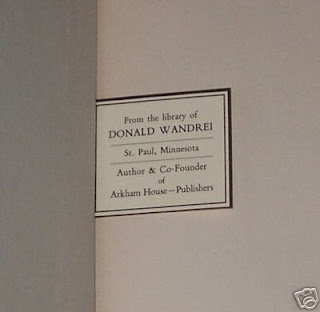 From the library of
DONALD WANDREI
St. Paul, Minnesota
Author & Co-Founder
of
Arkham House—Publishers